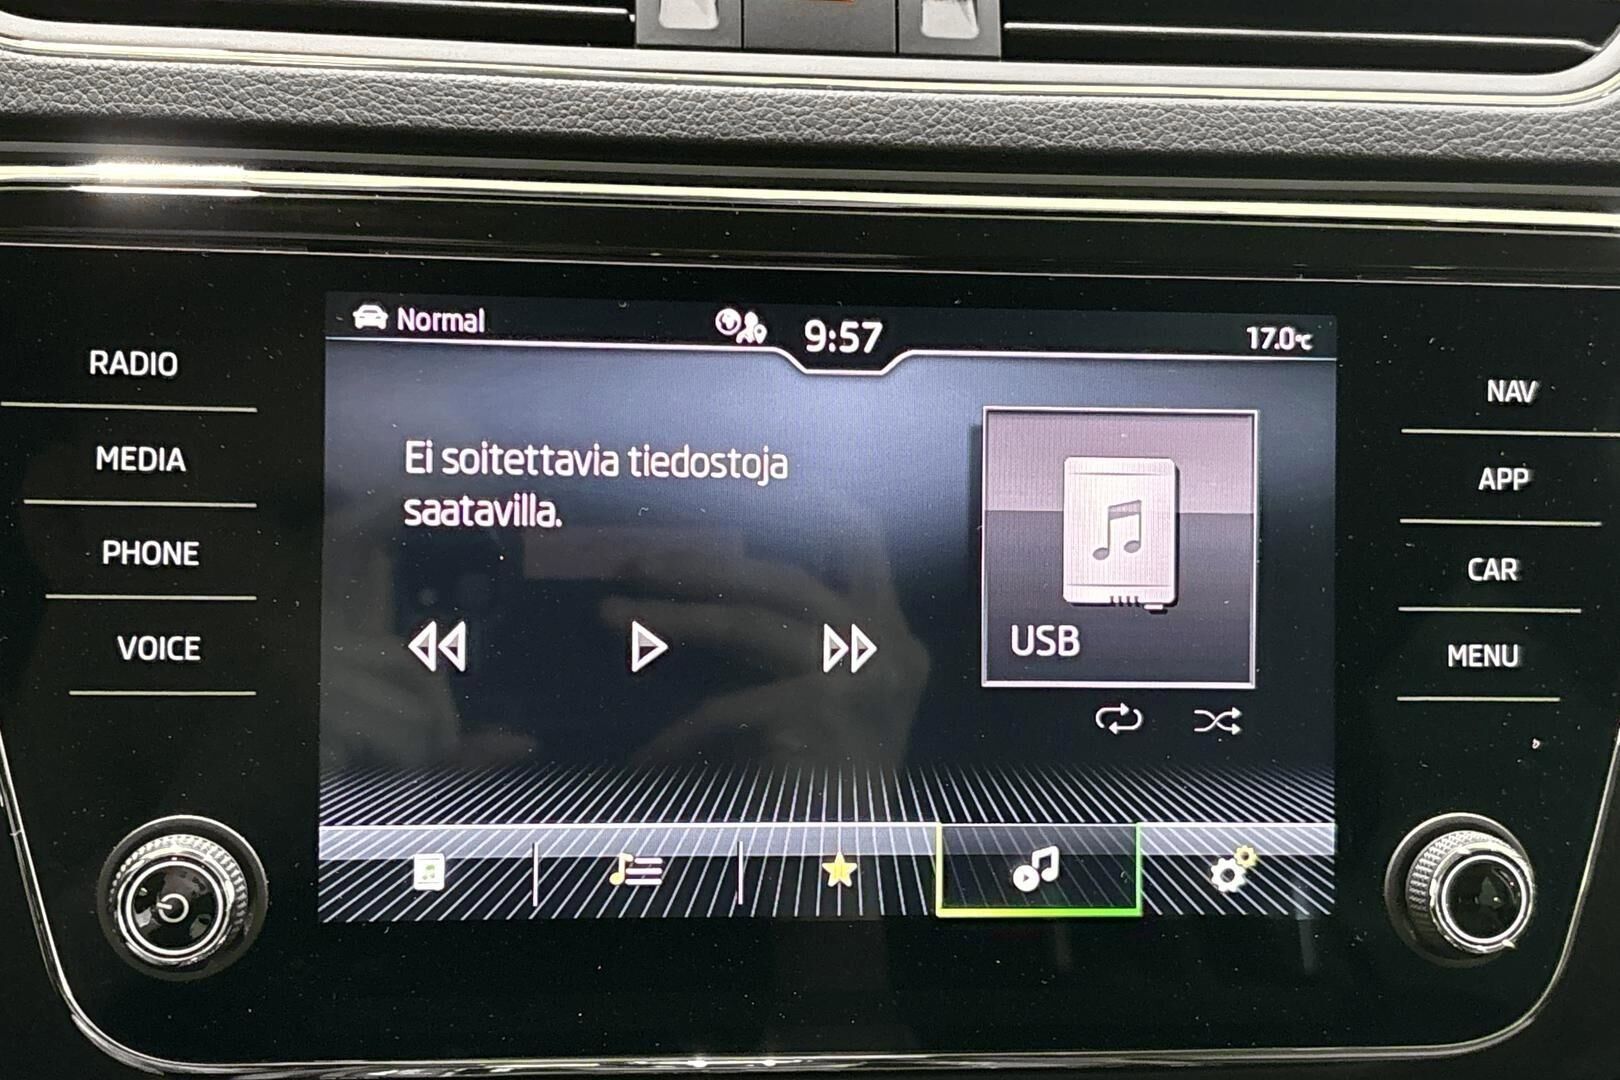 Normal
9:57
17.0°C
RADIO
MEDIA
PHONE
VOICE
Ei soitettavia tiedostoja
saatavilla.
USB
NAV
APP
CAR
MENU